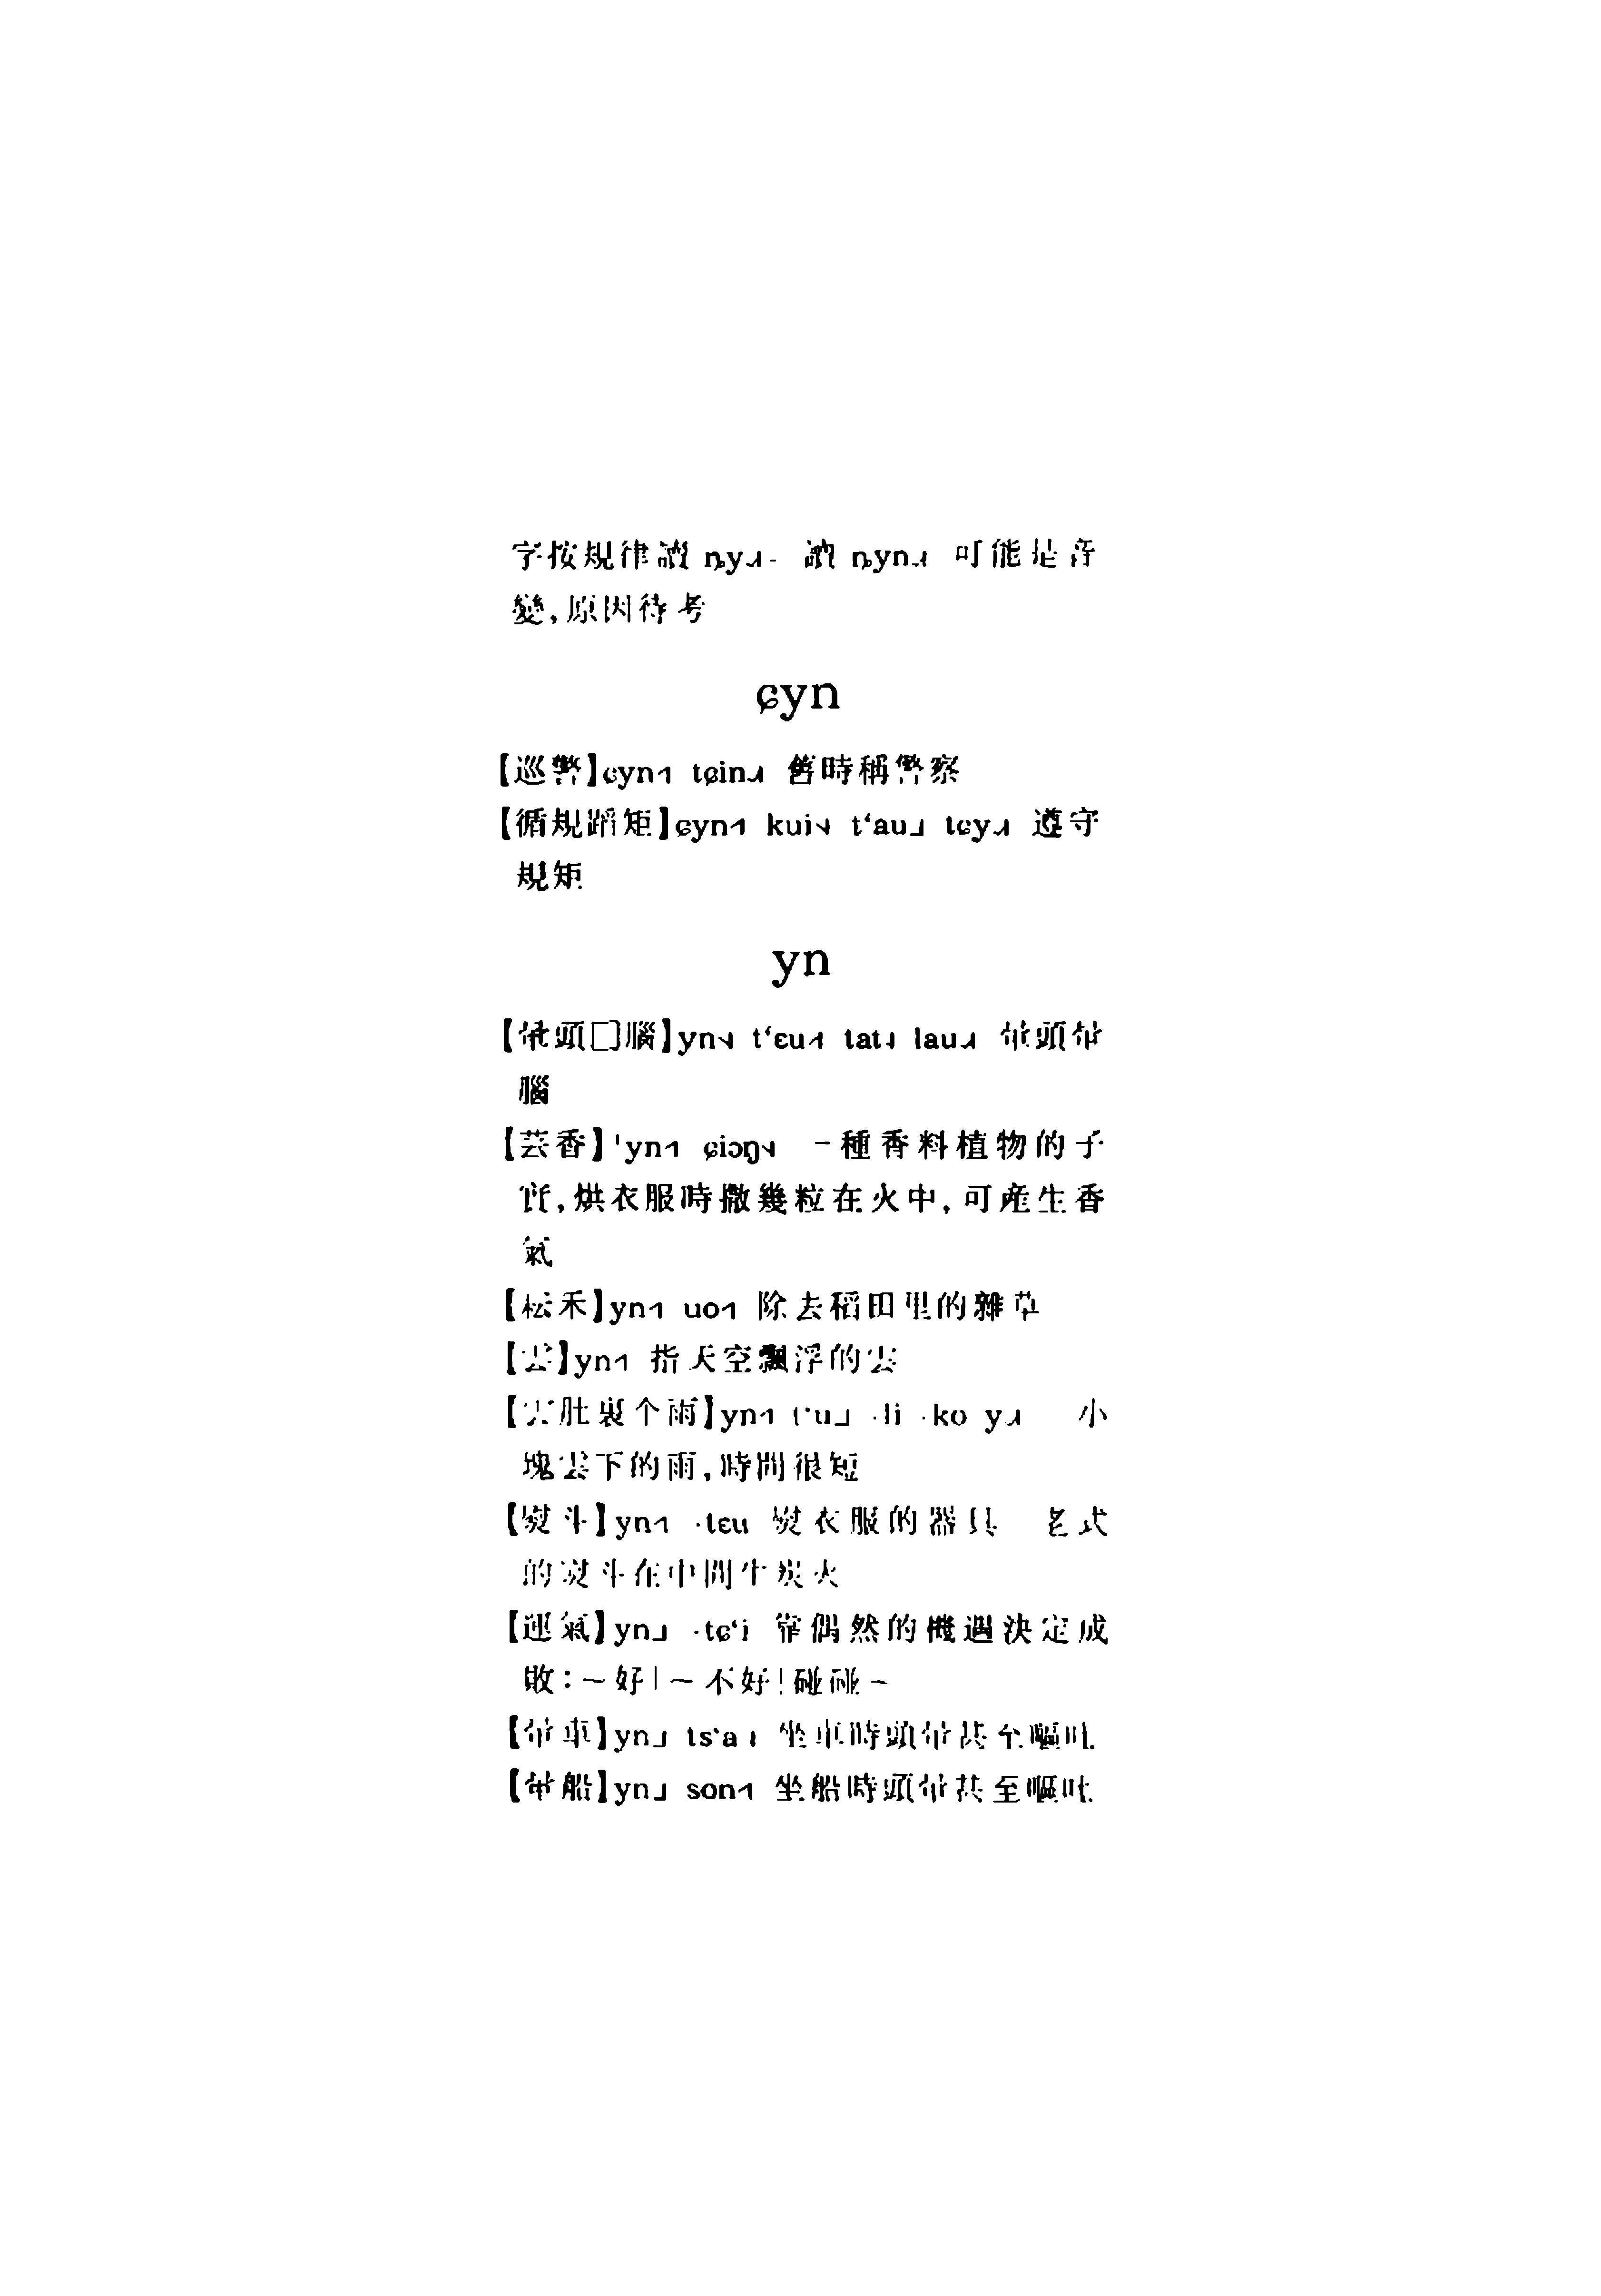 字按規律讀 ȵy˩˧ 讀 ȵyn˩˧ 可能是音
變,原因待考
ɕyn
【巡警】ɕyn˧˥ tɕin˩˧ 舊時稱警察
【循規蹈矩】ɕyn˧˥ kui˦˨ t‘au˩ tɕy˩˧ 遵守
規矩
yn
【暈頭□腦】yn˦˨ t‘ɛu˧˥ tat˨ lau˩˧ 暈頭暈
腦
【芸香】yn˧˥ ɕiɔŋ˦˨ 一種香料植物的子
實,烘衣服時撒幾粒在火中,可産生香
氣
【耘禾】yn˧˥ uo˧˥ 除去稻田里的雜草
【雲】yn˧˥ 指天空飄浮的雲
【雲肚裏个雨】yn˧˥ t‘u˩ ·li ·ko y˩˧ 小
塊雲下的雨,時間很短
【熨斗】yn˧˥ ·tɛu 熨衣服的器具 老式
的熨斗在中間生炭火
【運氣】yn˩ ·tɕ‘i 靠偶然的機遇決定成
敗:～好|～不好|碰碰～
【暈車】yn˩ ts‘a 坐車時頭暈甚至嘔吐
【暈船】yn˩ son˧˥ 坐船時頭暈甚至嘔吐